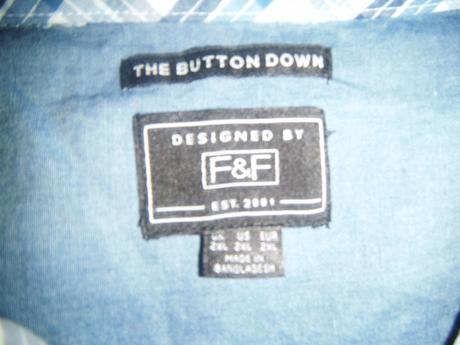 THE BUTTON DOWN
DESIGNED BY
F&F
EST. 2001
UK US EUR
2XL 2XL 2XL
MADE IN
BANGLADESH